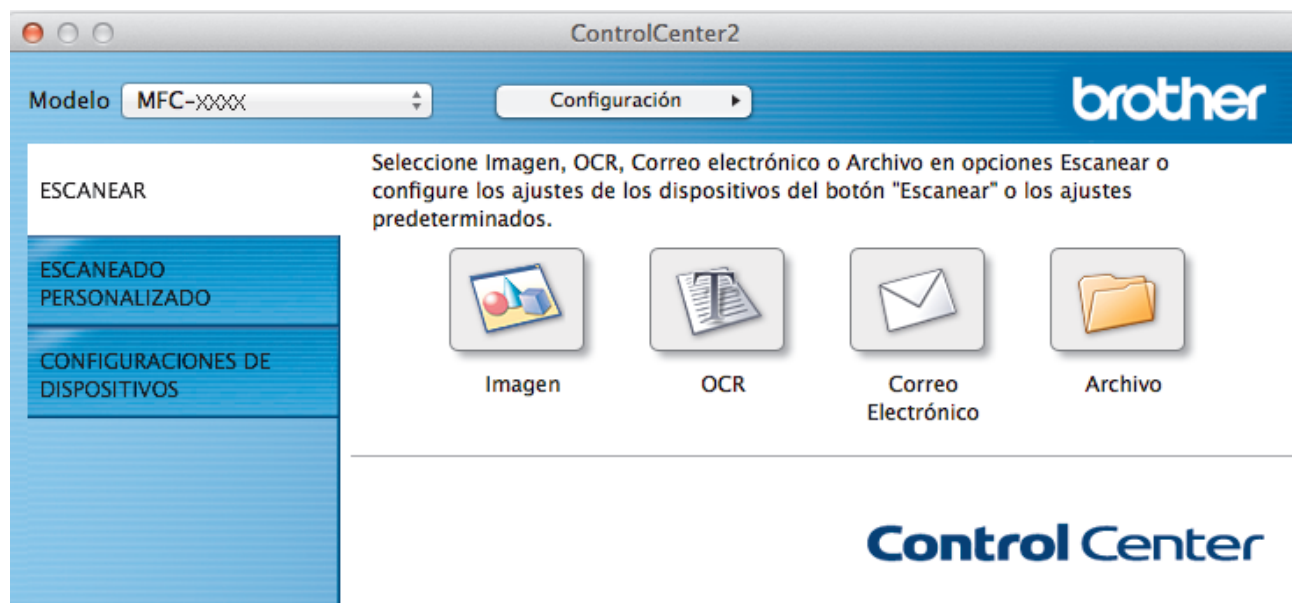 ControlCenter2
Modelo MFC-XXXX Configuración
brother
ESCANEAR
ESCANEADO
PERSONALIZADO
CONFIGURACIONES DE
DISPOSITIVOS
Seleccione Imagen, OCR, Correo electrónico o Archivo en opciones Escanear o
configure los ajustes de los dispositivos del botón "Escanear" o los ajustes
predeterminados.
Imagen
OCR
Correo
Electrónico
Archivo
Control Center